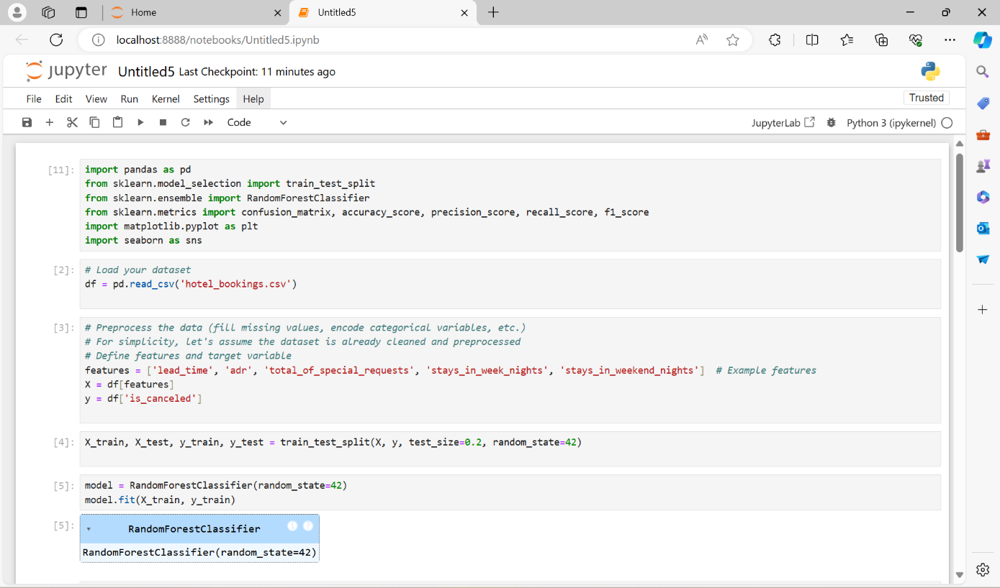 Home
Untitled5
localhost:8888/notebooks/Untitled5.ipynb
jupyter Untitled5 Last Checkpoint: 11 minutes ago
File Edit View Run Kernel Settings Help
Trusted
Code
JupyterLab
Python 3 (ipykernel)
[11]:
import pandas as pd
from sklearn.model_selection import train_test_split
from sklearn.ensemble import RandomForestClassifier
from sklearn.metrics import confusion_matrix, accuracy_score, precision_score, recall_score, f1_score
import matplotlib.pyplot as plt
import seaborn as sns
[2]:
# Load your dataset
df = pd.read_csv('hotel_bookings.csv')
[3]:
# Preprocess the data (fill missing values, encode categorical variables, etc.)
# For simplicity, let's assume the dataset is already cleaned and preprocessed
# Define features and target variable
features = ['lead_time', 'adr', 'total_of_special_requests', 'stays_in_week_nights', 'stays_in_weekend_nights']  # Example features
X = df[features]
y = df['is_canceled']
[4]:
X_train, X_test, y_train, y_test = train_test_split(X, y, test_size=0.2, random_state=42)
[5]:
model = RandomForestClassifier(random_state=42)
model.fit(X_train, y_train)
[5]:
RandomForestClassifier
RandomForestClassifier(random_state=42)